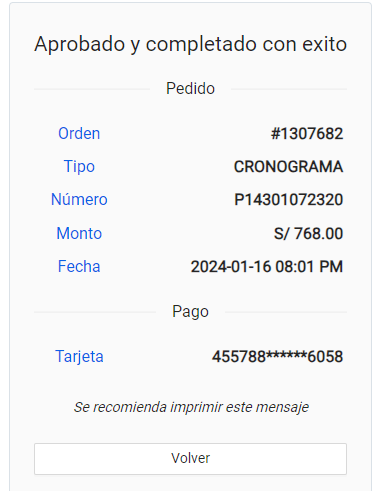 Aprobado y completado con exito
Pedido
Orden #1307682
Tipo CRONOGRAMA
Número P14301072320
Monto S/ 768.00
Fecha 2024-01-16 08:01 PM
Pago
Tarjeta 455788******6058
Se recomienda imprimir este mensaje
Volver